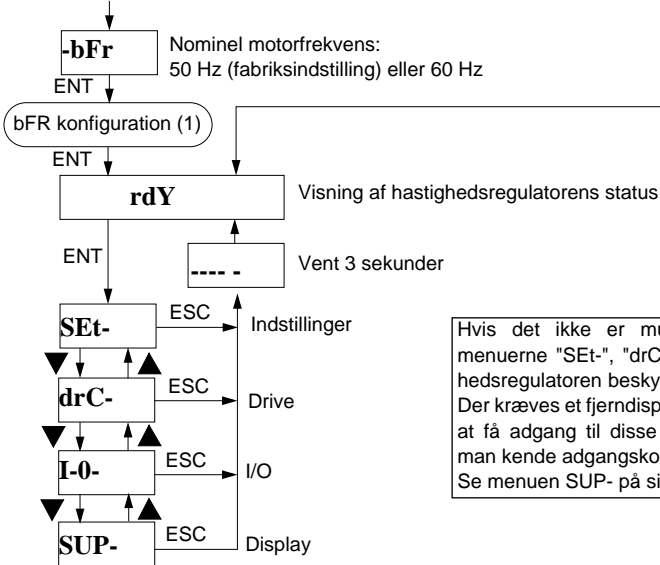 -bFr
Nominel motorfrekvens:
50 Hz (fabriksindstilling) eller 60 Hz
ENT
bFR konfiguration (1)
ENT
rdY
Visning af hastighedsregulatorens status
ENT
---- -
Vent 3 sekunder
SEt-
ESC
Indstillinger
drC-
ESC
Drive
I-0-
ESC
I/O
SUP-
ESC
Display
Hvis det ikke er
menuerne "SEt-", "drC
hedsregulatoren besky
Der kræves et fjerndisp
at få adgang til disse
man kende adgangsko
Se menuen SUP- på si